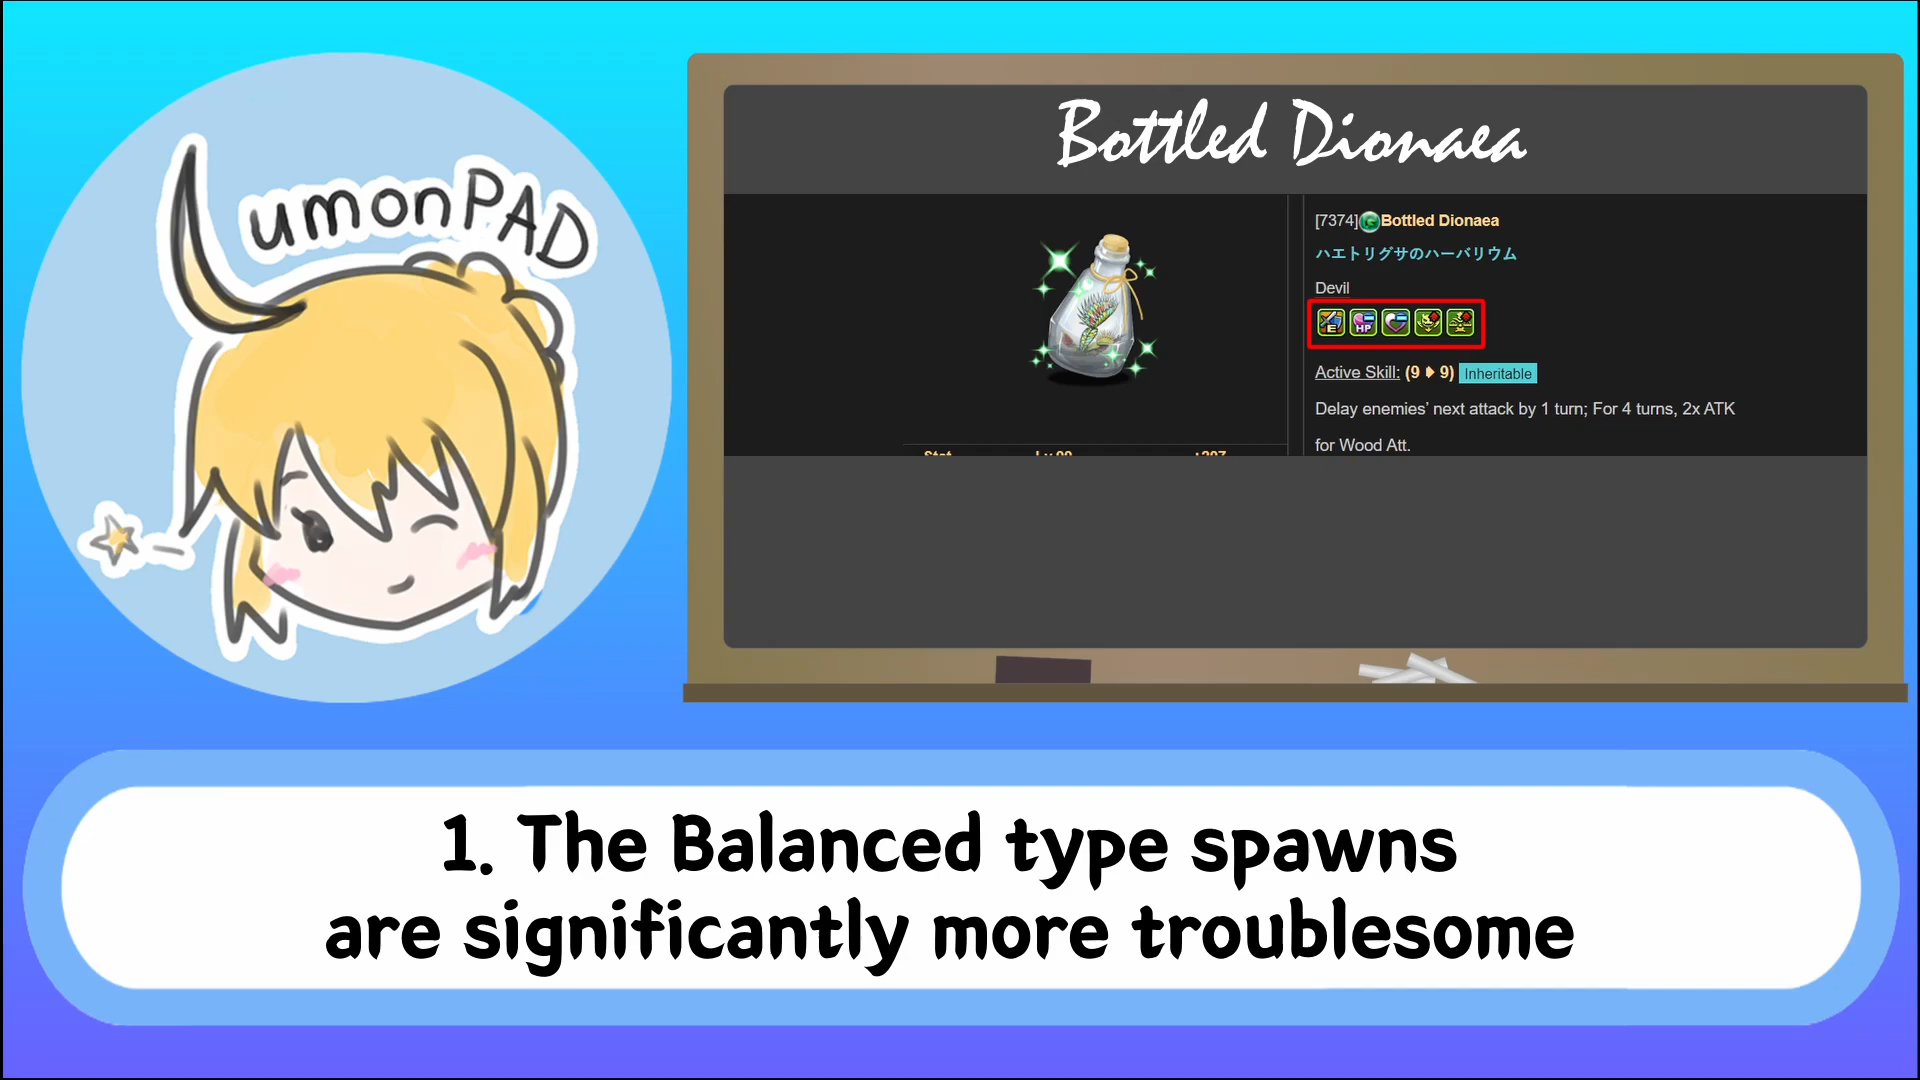 umonPAD
Bottled Dionaea
[7374]Bottled Dionaea
ハエトリグサのハーバリウム
Devil
E HP
Active Skill: (9 ➧ 9) Inheritable
Delay enemies' next attack by 1 turn; For 4 turns, 2x ATK
for Wood Att.
1. The Balanced type spawns
are significantly more troublesome